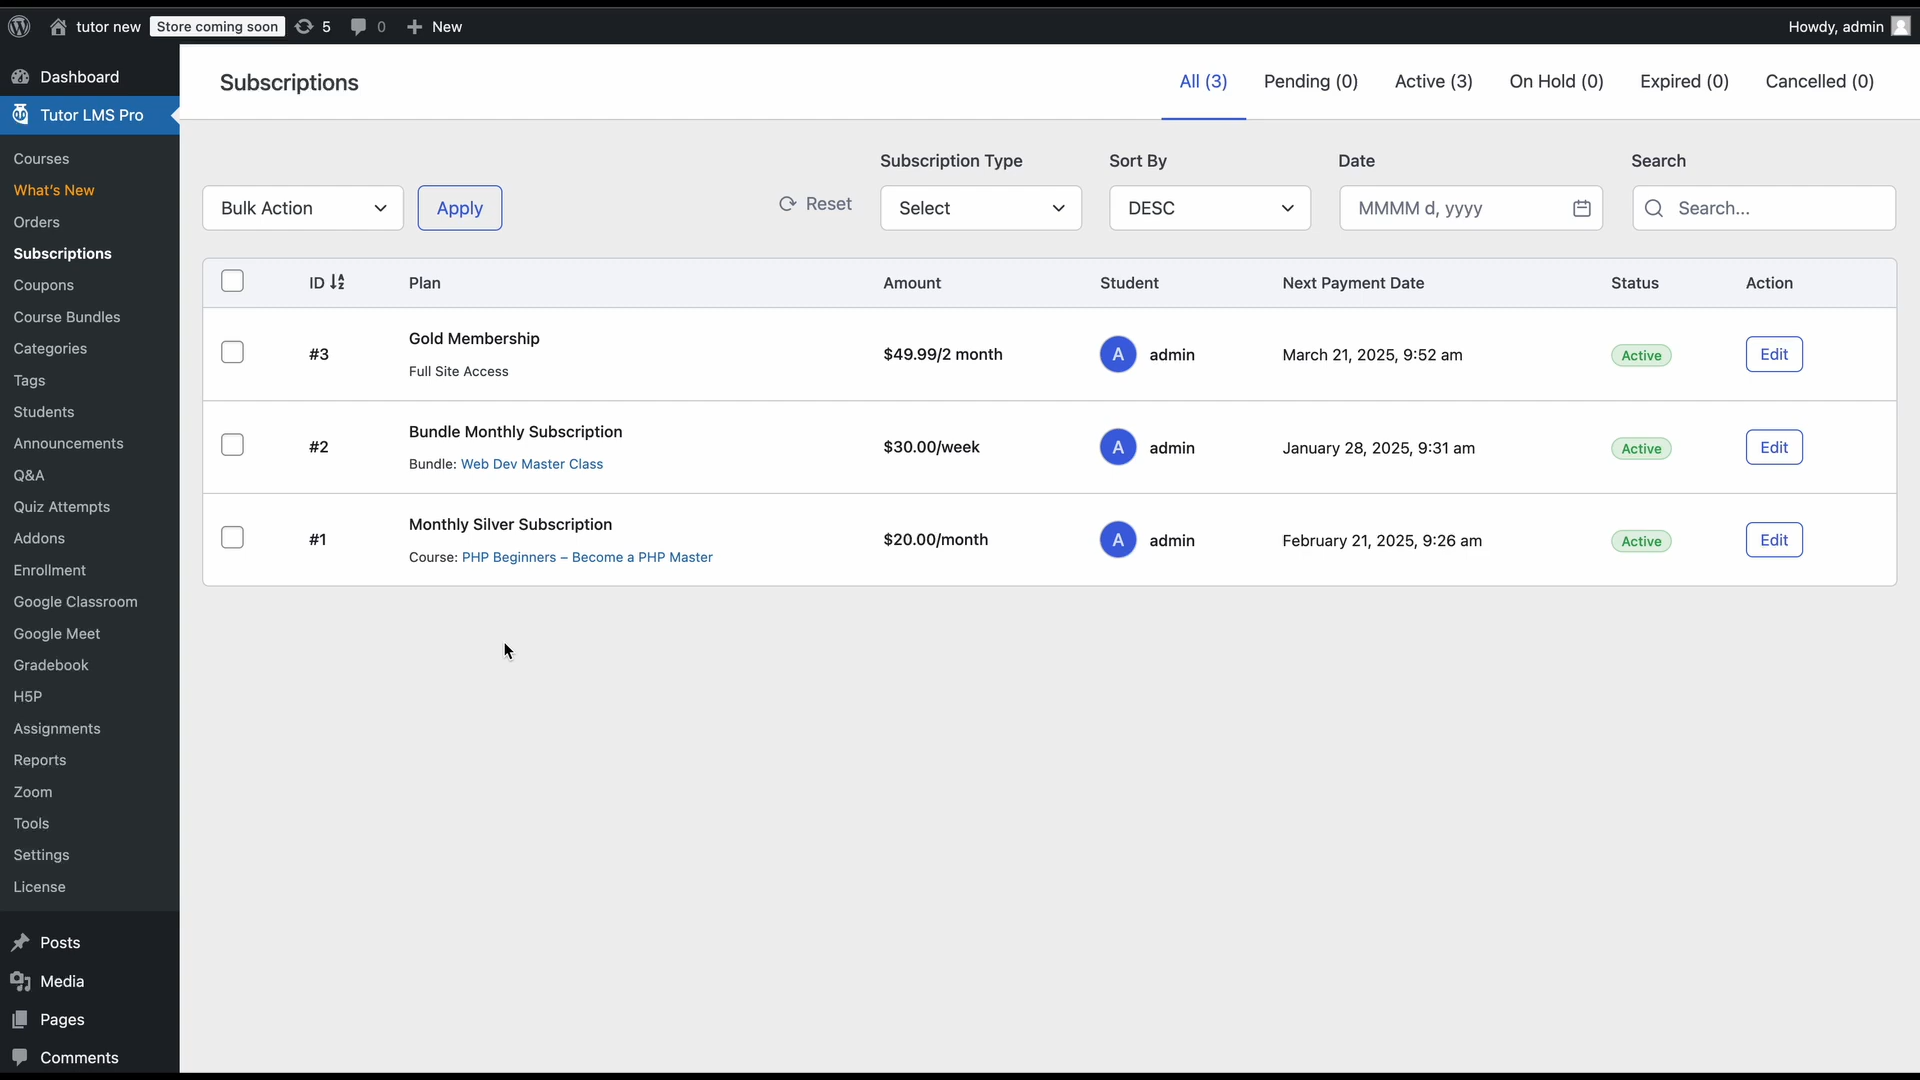 tutor new Store coming soon 5 0 New Howdy, admin
Dashboard
Tutor LMS Pro
Courses
What's New
Orders
Subscriptions
Coupons
Course Bundles
Categories
Tags
Students
Announcements
Q&A
Quiz Attempts
Addons
Enrollment
Google Classroom
Google Meet
Gradebook
H5P
Assignments
Reports
Zoom
Tools
Settings
License
Posts
Media
Pages
Comments
Subscriptions All (3) Pending (0) Active (3) On Hold (0) Expired (0) Cancelled (0)
Subscription Type Sort By Date Search
Bulk Action Apply Reset Select DESC MMMM d, yyyy Search...
ID Plan Amount Student Next Payment Date Status Action
Gold Membership
#3 $49.99/2 month A admin March 21, 2025, 9:52 am Active Edit
Full Site Access
Bundle Monthly Subscription
#2 $30.00/week A admin January 28, 2025, 9:31 am Active Edit
Bundle: Web Dev Master Class
Monthly Silver Subscription
#1 $20.00/month A admin February 21, 2025, 9:26 am Active Edit
Course: PHP Beginners – Become a PHP Master